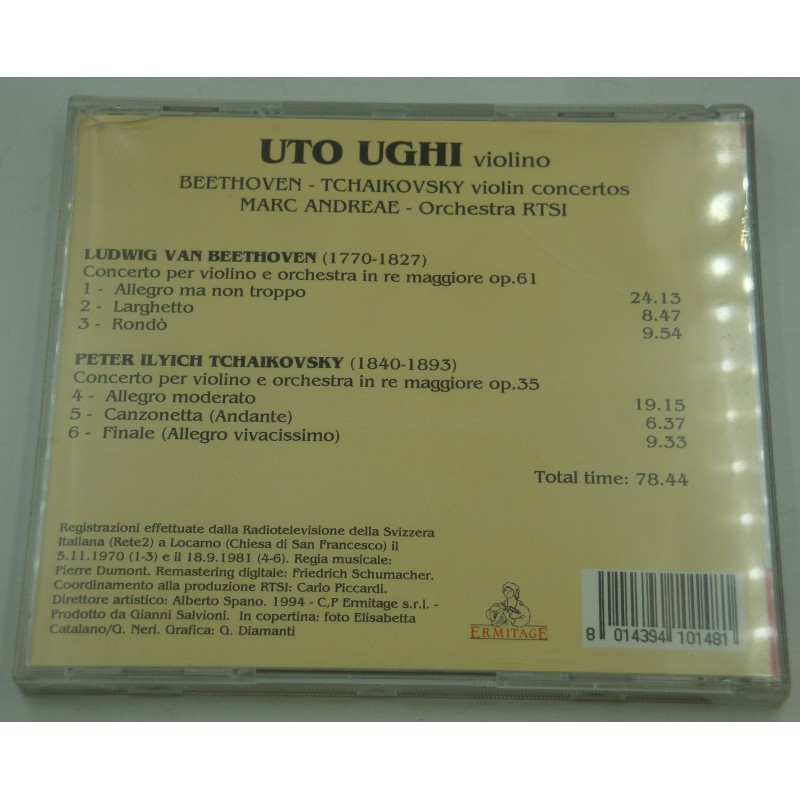 UTO UGHI violino
BEETHOVEN - TCHAIKOVSKY violin concertos
MARC ANDREAE - Orchestra RTSI
LUDWIG VAN BEETHOVEN (1770-1827)
Concerto per violino e orchestra in re maggiore op.61
1 - Allegro ma non troppo 24.13
2 - Larghetto 8.47
3 - Rondò 9.54
PETER ILYICH TCHAIKOVSKY (1840-1893)
Concerto per violino e orchestra in re maggiore op.35
4 - Allegro moderato 19.15
5 - Canzonetta (Andante) 6.37
6 - Finale (Allegro vivacissimo) 9.33
Total time: 78.44
Registrazioni effettuate dalla Radiotelevisione della Svizzera
Italiana (Rete2) a Locarno (Chiesa di San Francesco) il
5.11.1970 (1-3) e il 18.9.1981 (4-6). Regia musicale:
Pierre Dumont. Remastering digitale: Friedrich Schumacher.
Coordinamento alla produzione RTSI: Carlo Piccardi.
Direttore artistico: Alberto Spano. 1994 - C,P Ermitage s.r.l. -
Prodotto da Gianni Salvioni. In copertina: foto Elisabetta
Catalano/G. Neri. Grafica: G. Diamanti
ERMITAGE
8 014394 101481